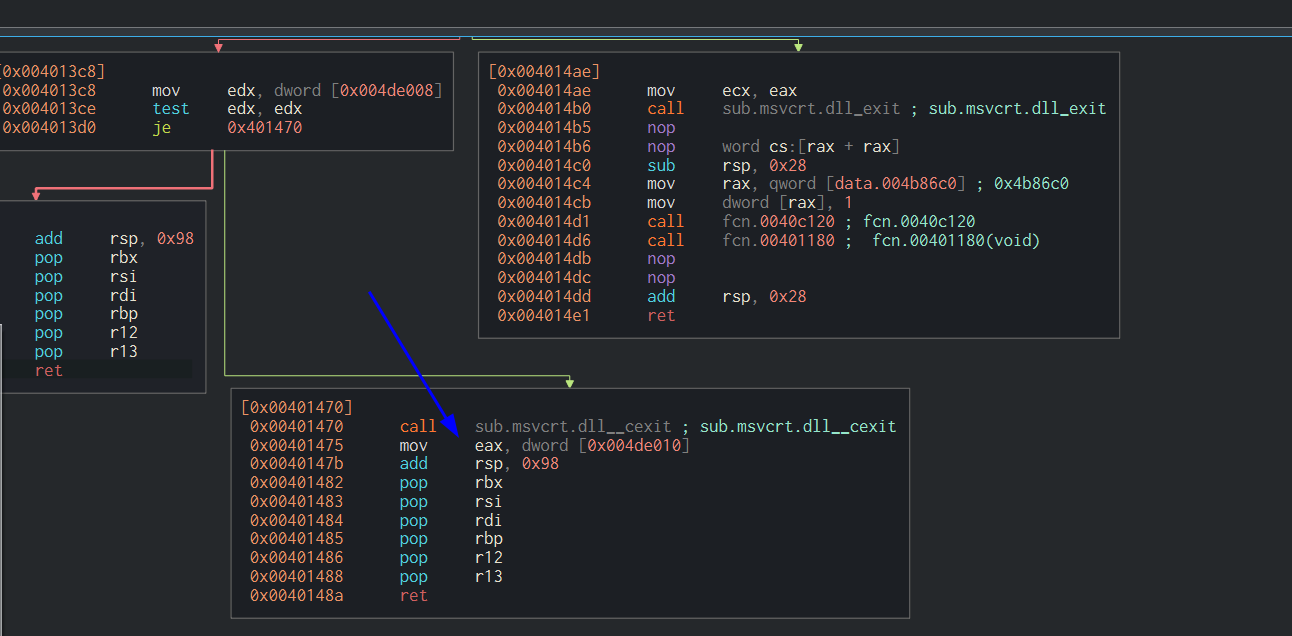 [0x004013c8]
0x004013c8 mov edx, dword [0x004de008]
0x004013ce test edx, edx
0x004013d0 je 0x401470
[0x004014ae]
0x004014ae mov ecx, eax
0x004014b0 call sub.msvcrt.dll_exit ; sub.msvcrt.dll_exit
0x004014b5 nop
0x004014b6 nop word cs:[rax + rax]
0x004014c0 sub rsp, 0x28
0x004014c4 mov rax, qword [data.004b86c0] ; 0x4b86c0
0x004014cb mov dword [rax], 1
0x004014d1 call fcn.0040c120 ; fcn.0040c120
0x004014d6 call fcn.00401180 ; fcn.00401180(void)
0x004014db nop
0x004014dc nop
0x004014dd add rsp, 0x28
0x004014e1 ret
add rsp, 0x98
pop rbx
pop rsi
pop rdi
pop rbp
pop r12
pop r13
ret
[0x00401470]
0x00401470 call sub.msvcrt.dll__cexit ; sub.msvcrt.dll__cexit
0x00401475 mov eax, dword [0x004de010]
0x0040147b add rsp, 0x98
0x00401482 pop rbx
0x00401483 pop rsi
0x00401484 pop rdi
0x00401485 pop rbp
0x00401486 pop r12
0x00401488 pop r13
0x0040148a ret